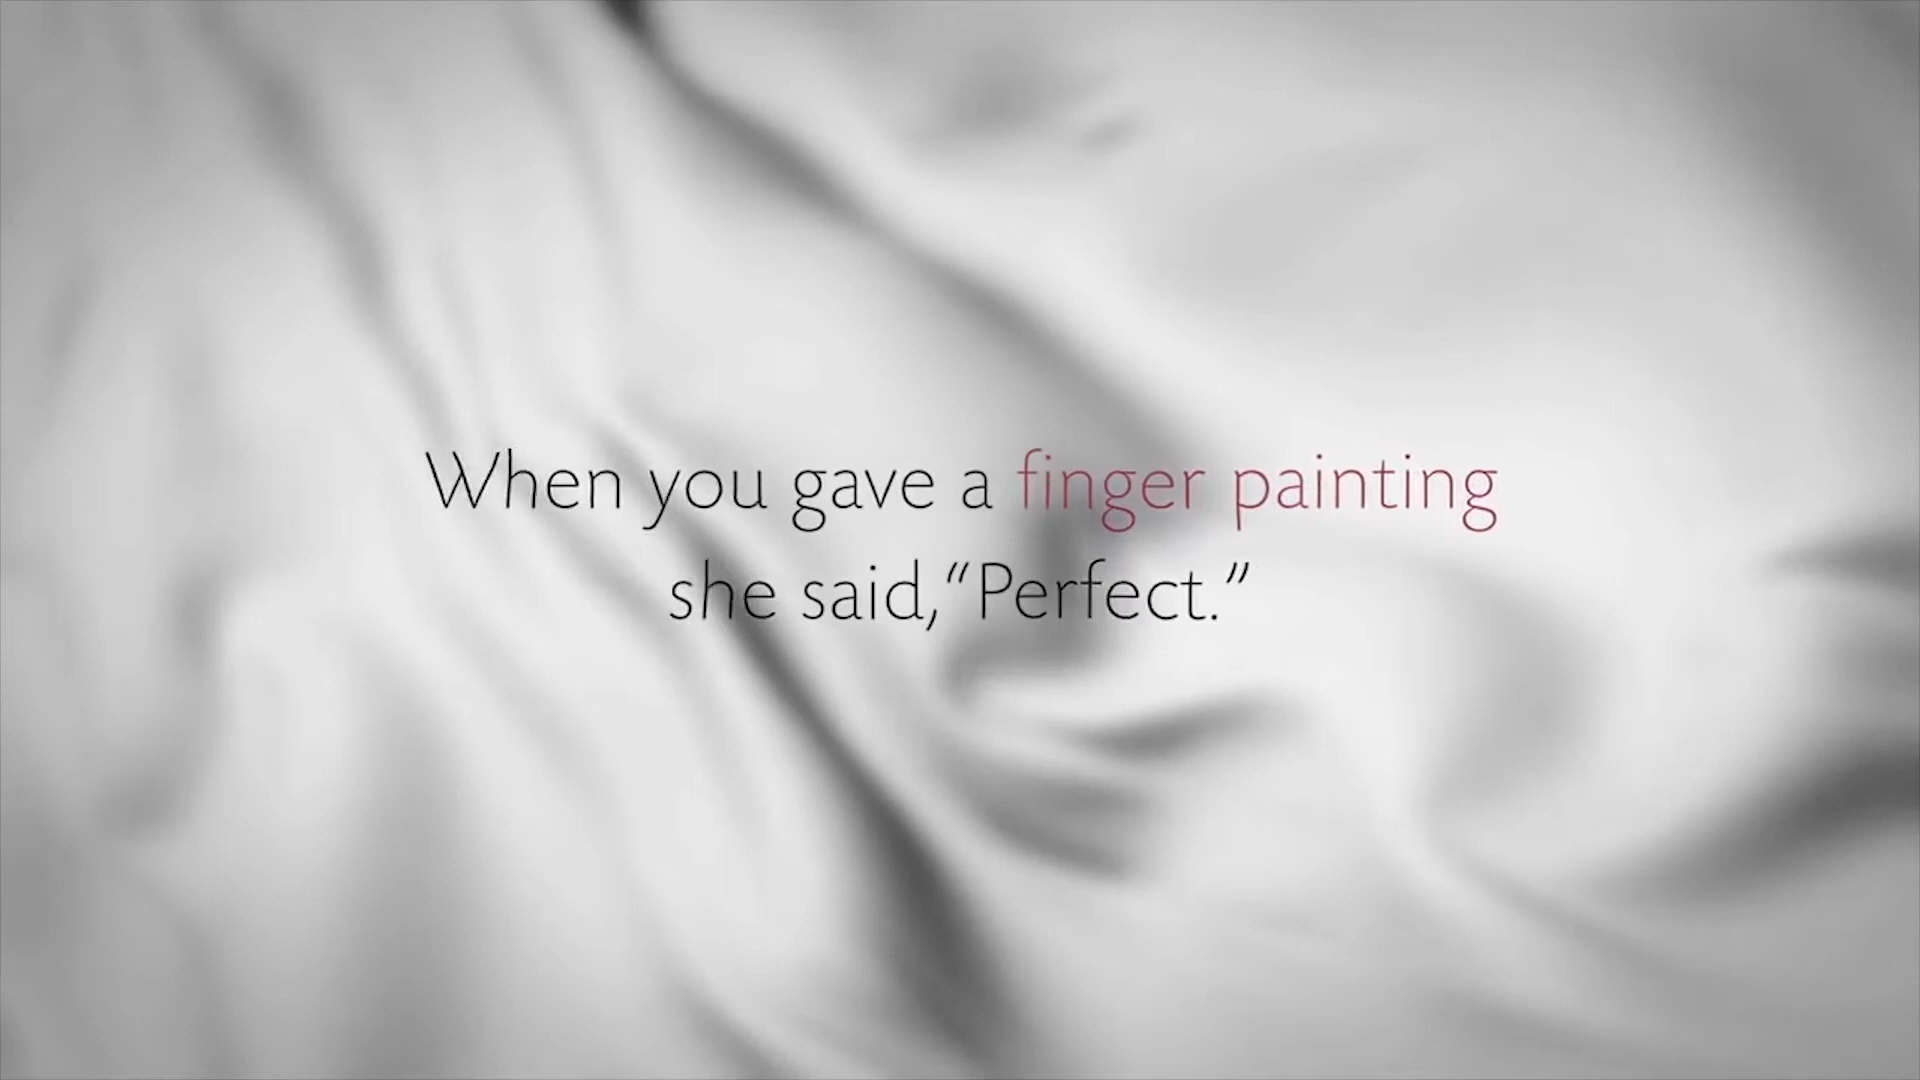 When you gave a finger painting
she said, “Perfect.”